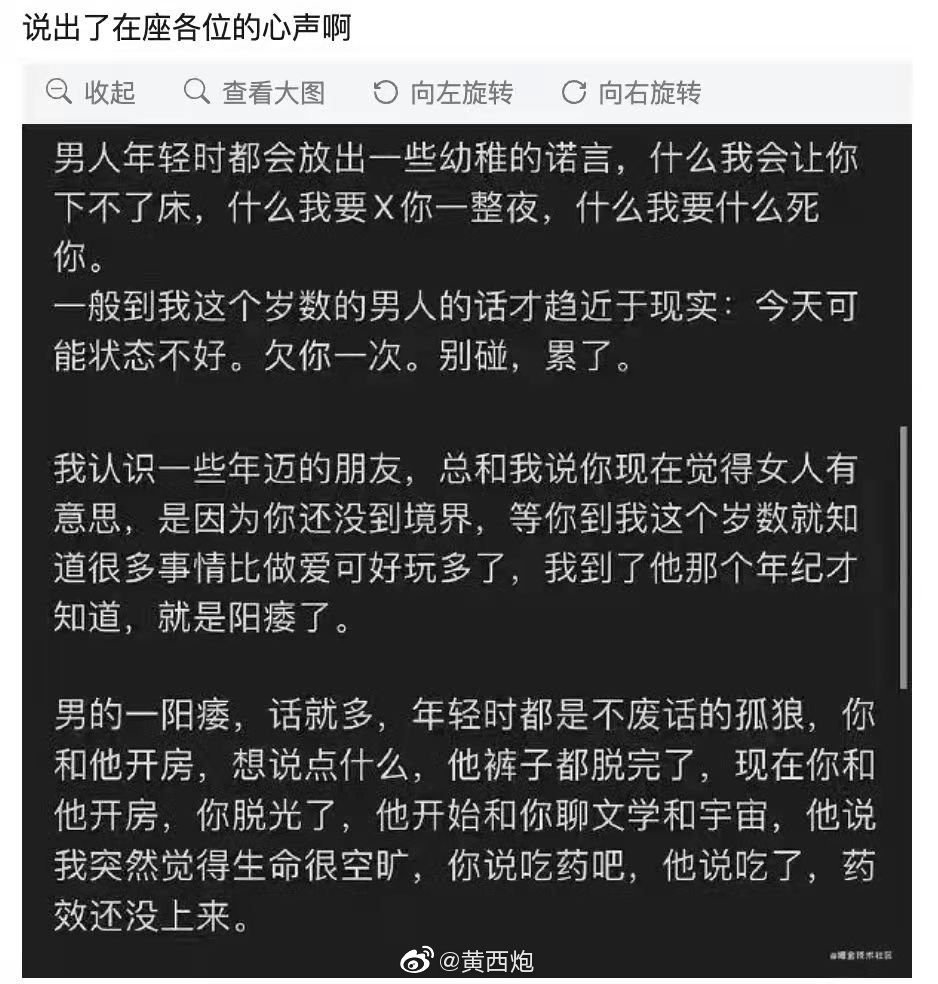 说出了在座各位的心声啊
收起 查看大图 向左旋转 向右旋转
男人年轻时都会放出一些幼稚的诺言，什么我会让你
下不了床，什么我要X你一整夜，什么我要什么死
你。
一般到我这个岁数的男人的话才趋近于现实：今天可
能状态不好。欠你一次。别碰，累了。
我认识一些年迈的朋友，总和我说你现在觉得女人有
意思，是因为你还没到境界，等你到我这个岁数就知
道很多事情比做爱可好玩多了，我到了他那个年纪才
知道，就是阳痿了。
男的一阳痿，话就多，年轻时都是不废话的孤狼，你
和他开房，想说点什么，他裤子都脱完了，现在你和
他开房，你脱光了，他开始和你聊文学和宇宙，他说
我突然觉得生命很空旷，你说吃药吧，他说吃了，药
效还没上来。
@黄西炮
@掘金技术社区